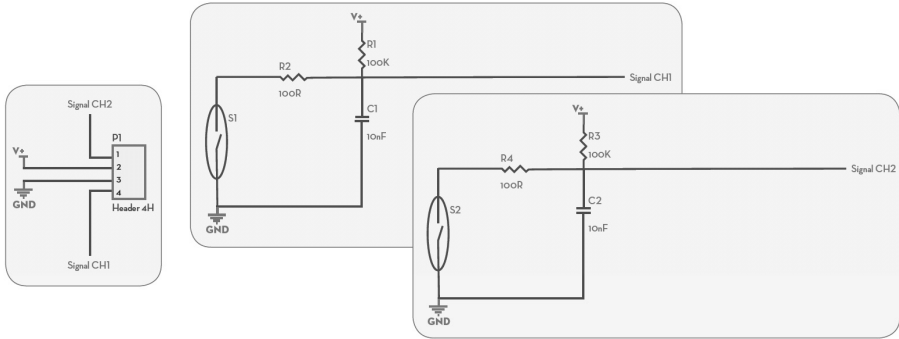 Signal CH2
P1
V+
1
2
3
4
GND
Header 4H
Signal CH1
V+
R1
100K
R2
100R
Signal CH1
S1
C1
10nF
GND
V+
R3
100K
R4
100R
Signal CH2
S2
C2
10nF
GND